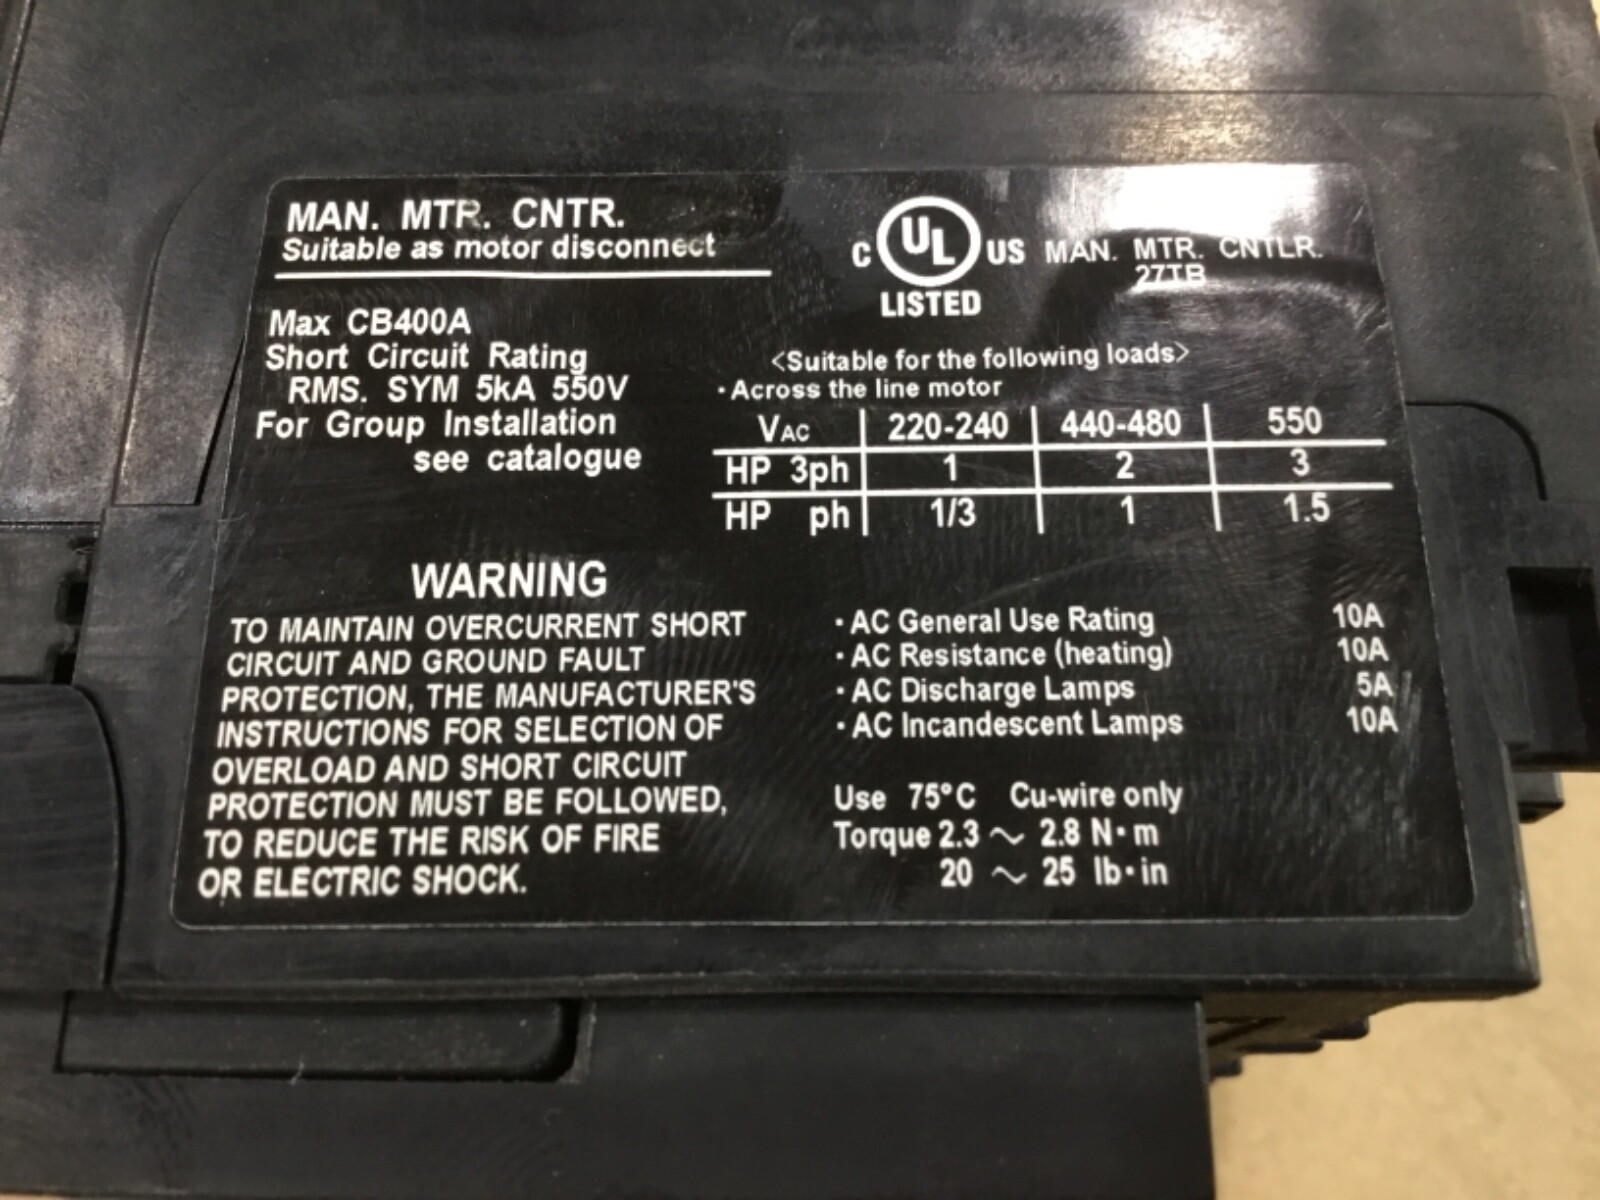 MAN. MTR. CNTR.
Suitable as motor disconnect
Max CB400A
Short Circuit Rating
RMS. SYM 5kA 550V
For Group Installation
see catalogue
WARNING
TO MAINTAIN OVERCURRENT SHORT
CIRCUIT AND GROUND FAULT
PROTECTION, THE MANUFACTURER'S
INSTRUCTIONS FOR SELECTION OF
OVERLOAD AND SHORT CIRCUIT
PROTECTION MUST BE FOLLOWED,
TO REDUCE THE RISK OF FIRE
OR ELECTRIC SHOCK.
C UL US MAN. MTR. CNTLR.
27TB
LISTED
<Suitable for the following loads>
・Across the line motor
VAC 220-240 440-480 550
HP 3ph 1 2 3
HP ph 1/3 1 1.5
・AC General Use Rating 10A
・AC Resistance (heating) 10A
・AC Discharge Lamps 5A
・AC Incandescent Lamps 10A
Use 75°C Cu-wire only
Torque 2.3 ～ 2.8 N・m
20 ～ 25 lb・in